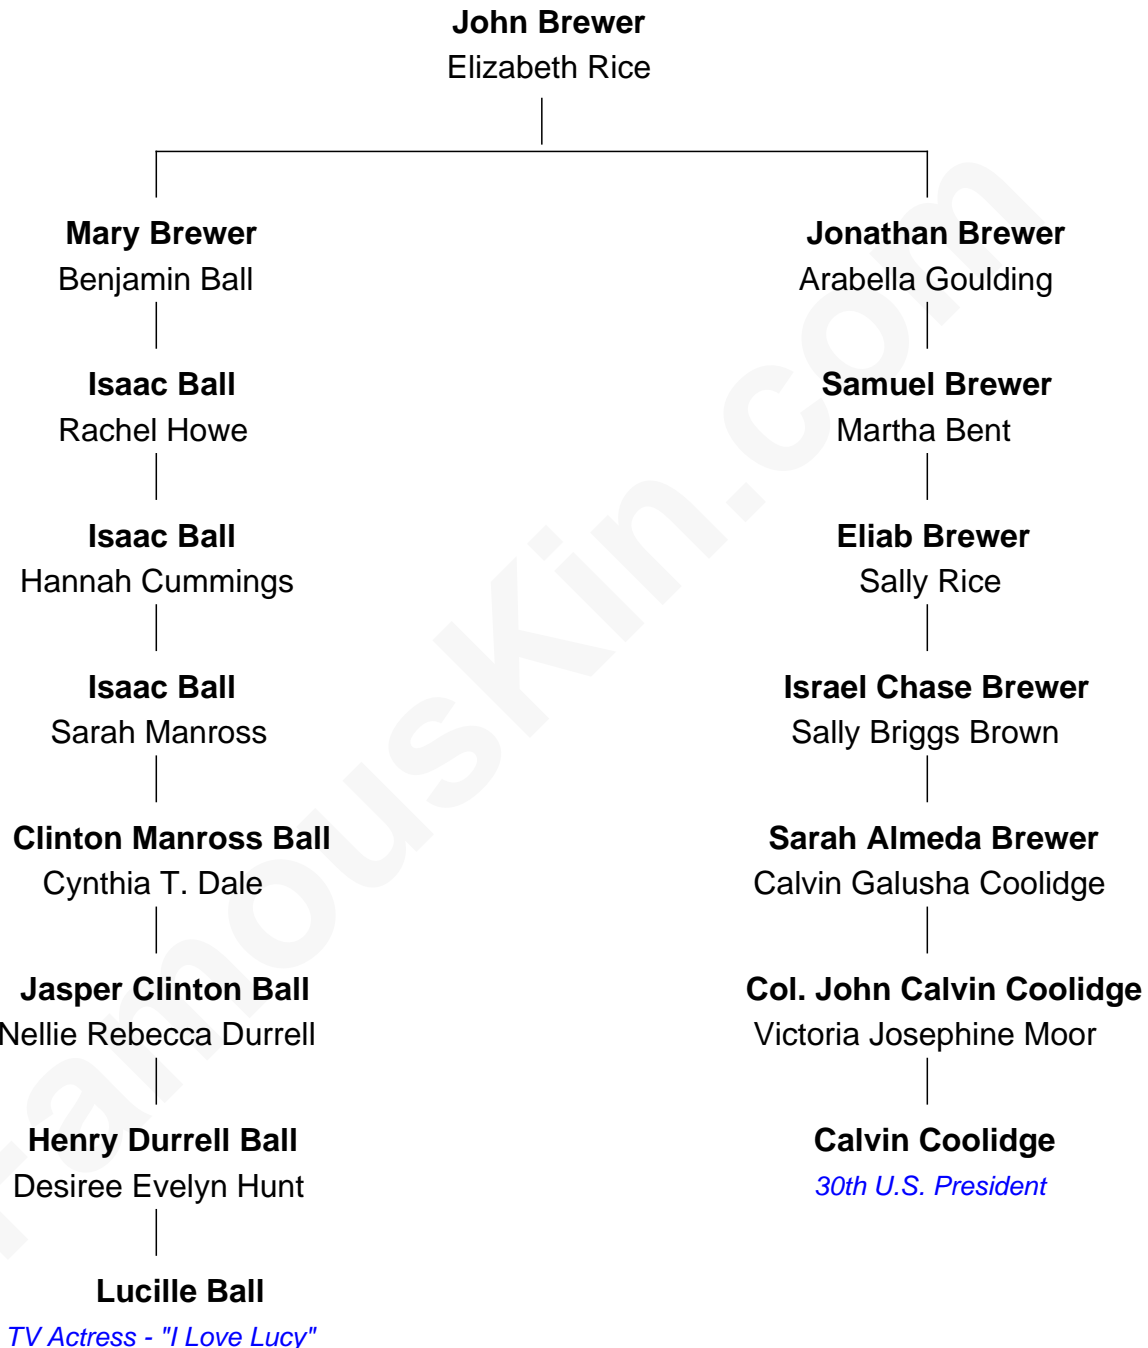 John Brewer
Elizabeth Rice
Mary Brewer
Benjamin Ball
Jonathan Brewer
Arabella Goulding
Isaac Ball
Rachel Howe
Samuel Brewer
Martha Bent
Isaac Ball
Hannah Cummings
Eliab Brewer
Sally Rice
Isaac Ball
Sarah Manross
Israel Chase Brewer
Sally Briggs Brown
Clinton Manross Ball
Cynthia T. Dale
Sarah Almeda Brewer
Calvin Galusha Coolidge
Jasper Clinton Ball
Nellie Rebecca Durrell
Col. John Calvin Coolidge
Victoria Josephine Moor
Henry Durrell Ball
Desiree Evelyn Hunt
Calvin Coolidge
30th U.S. President
Lucille Ball
TV Actress - "I Love Lucy"
FamousKin.com